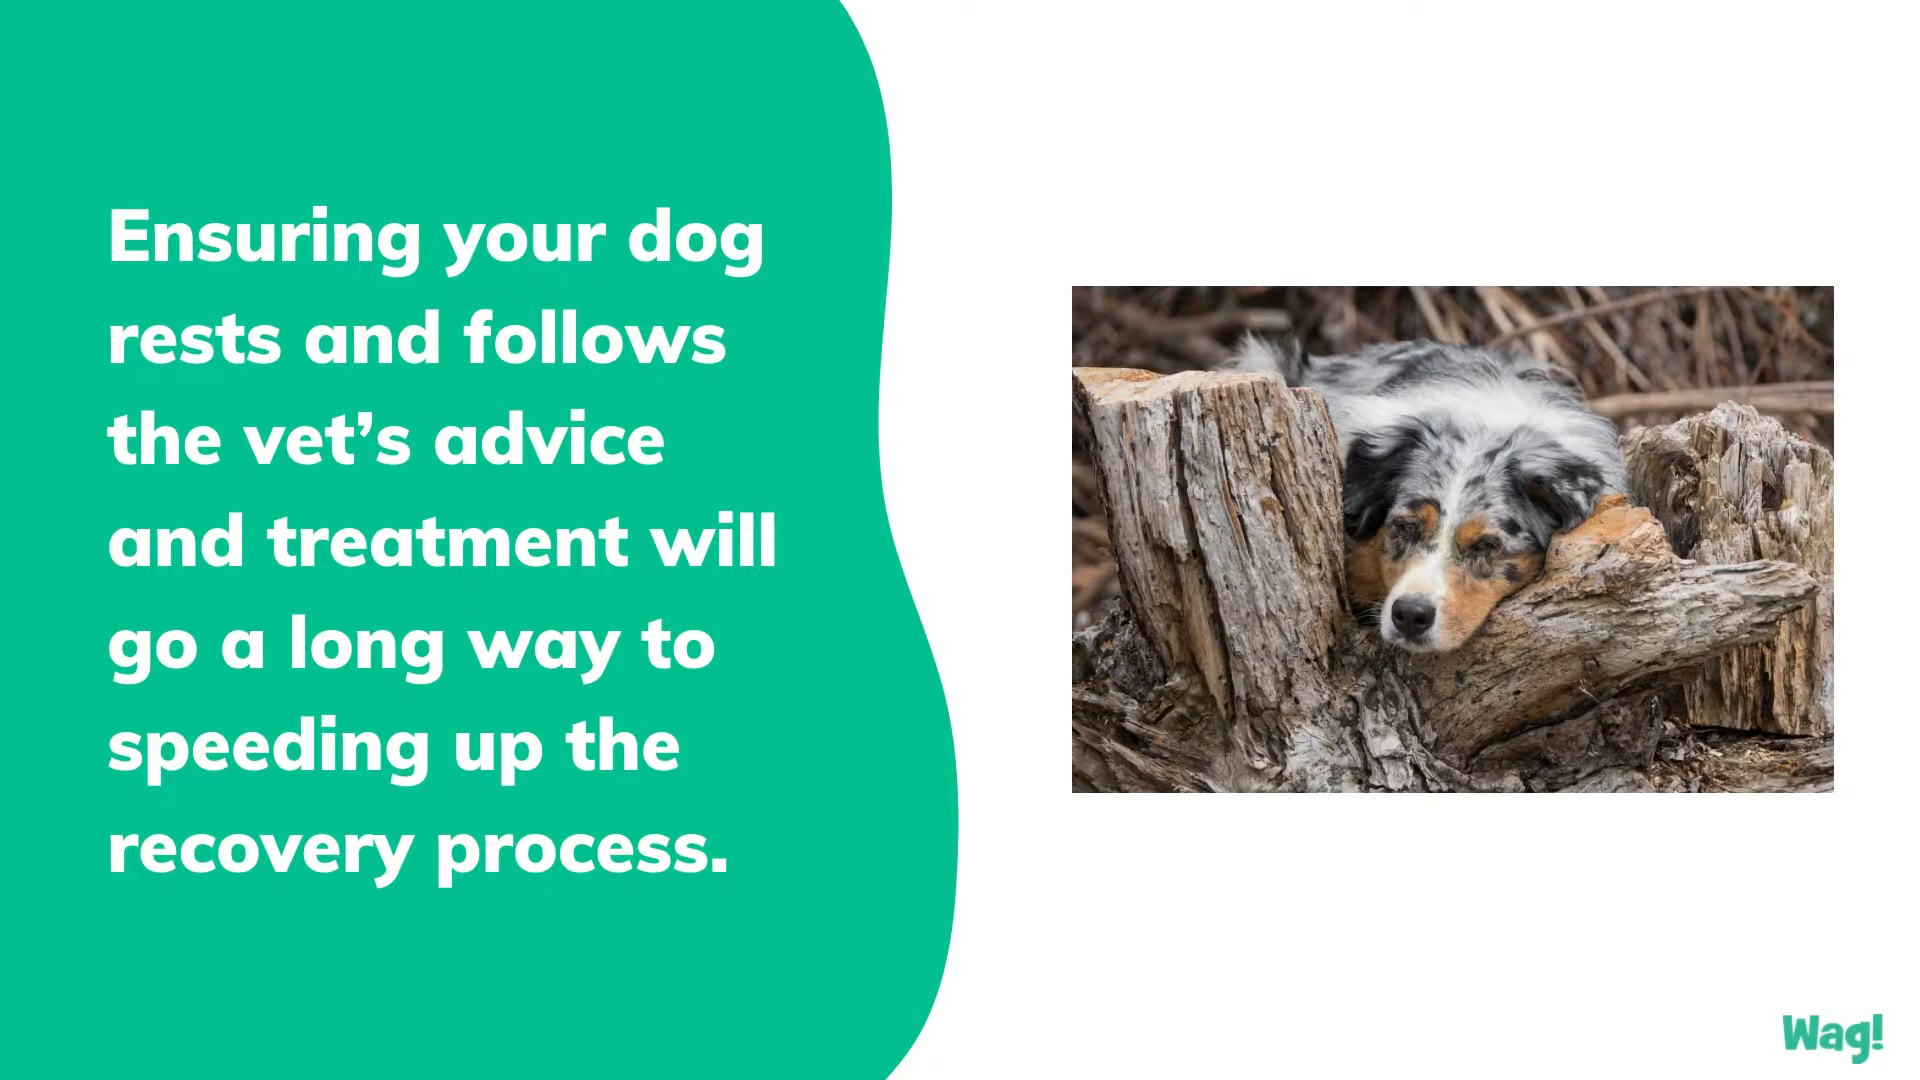 Ensuring your dog
rests and follows
the vet’s advice
and treatment will
go a long way to
speeding up the
recovery process.
Wag!